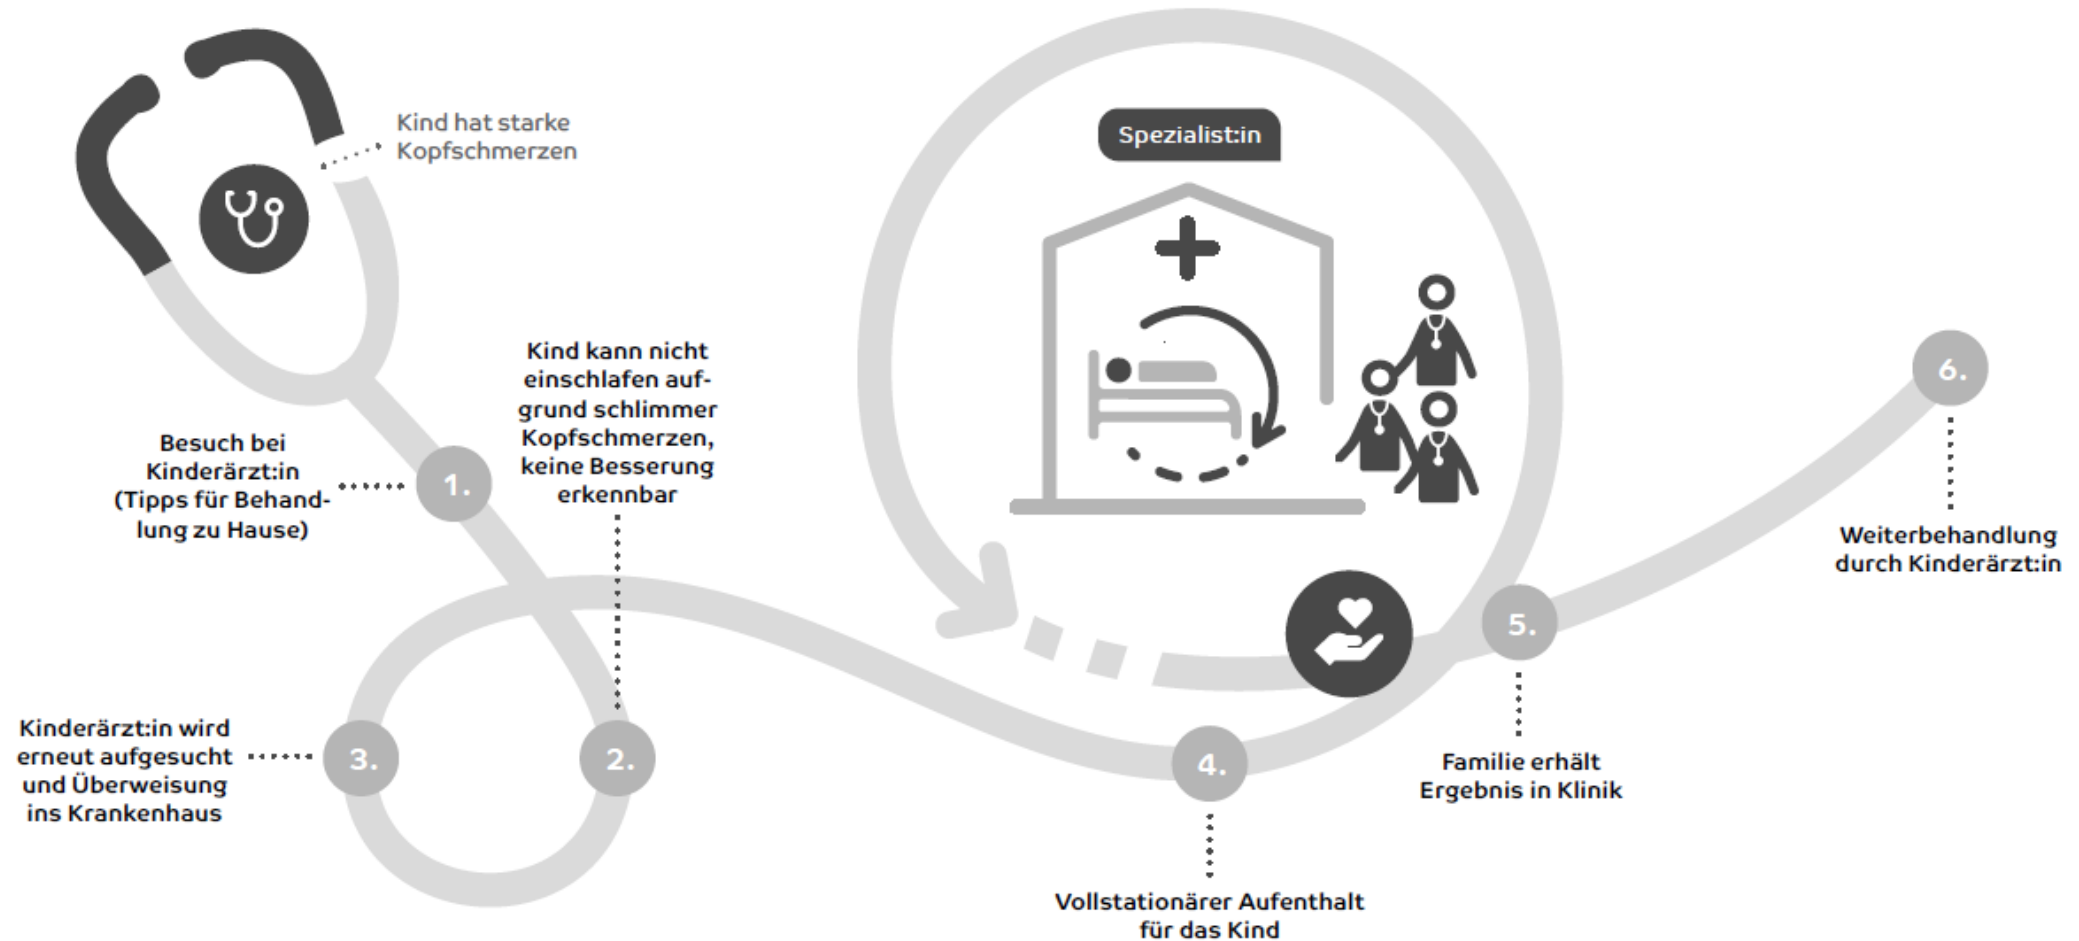 Kind hat starke
Kopfschmerzen
Besuch bei
Kinderärzt:in
(Tipps für Behand-
lung zu Hause)
1.
Kind kann nicht
einschlafen auf-
grund schlimmer
Kopfschmerzen,
keine Besserung
erkennbar
2.
Kinderärzt:in wird
erneut aufgesucht
und Überweisung
ins Krankenhaus
3.
Spezialist:in
4.
Vollstationärer Aufenthalt
für das Kind
5.
Familie erhält
Ergebnis in Klinik
6.
Weiterbehandlung
durch Kinderärzt:in